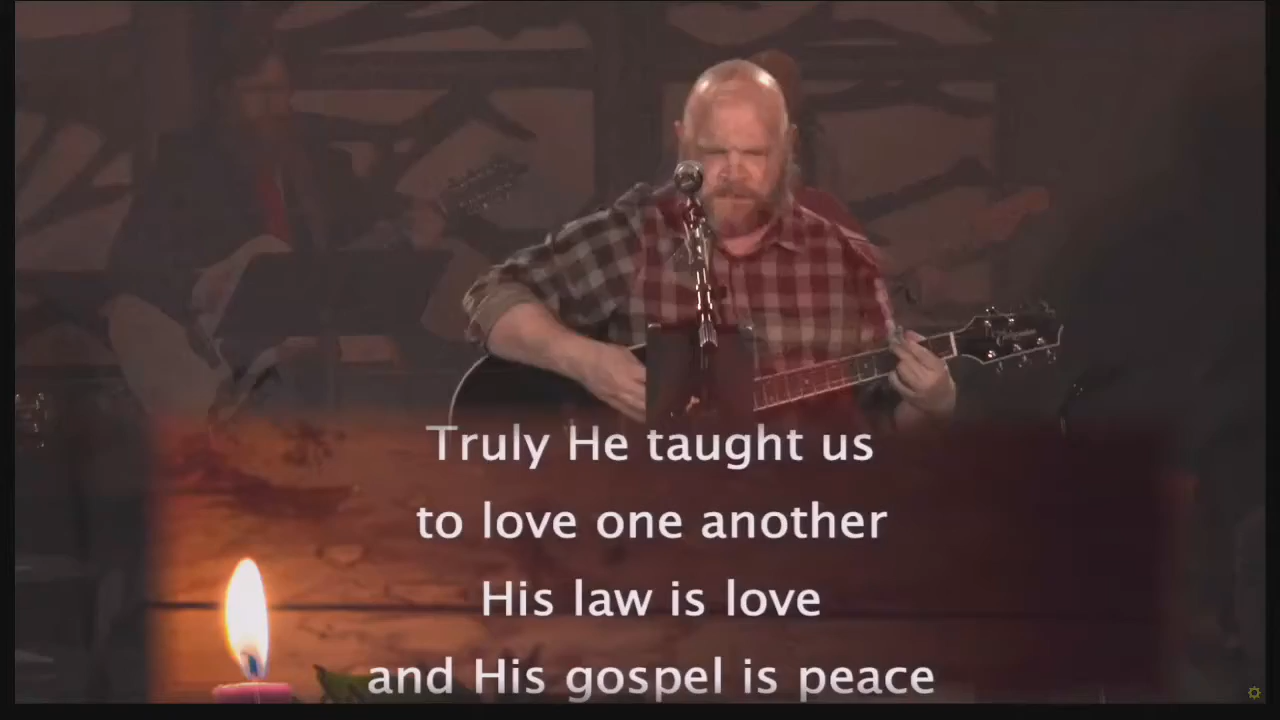 Truly He taught us
to love one another
His law is love
and His gospel is peace